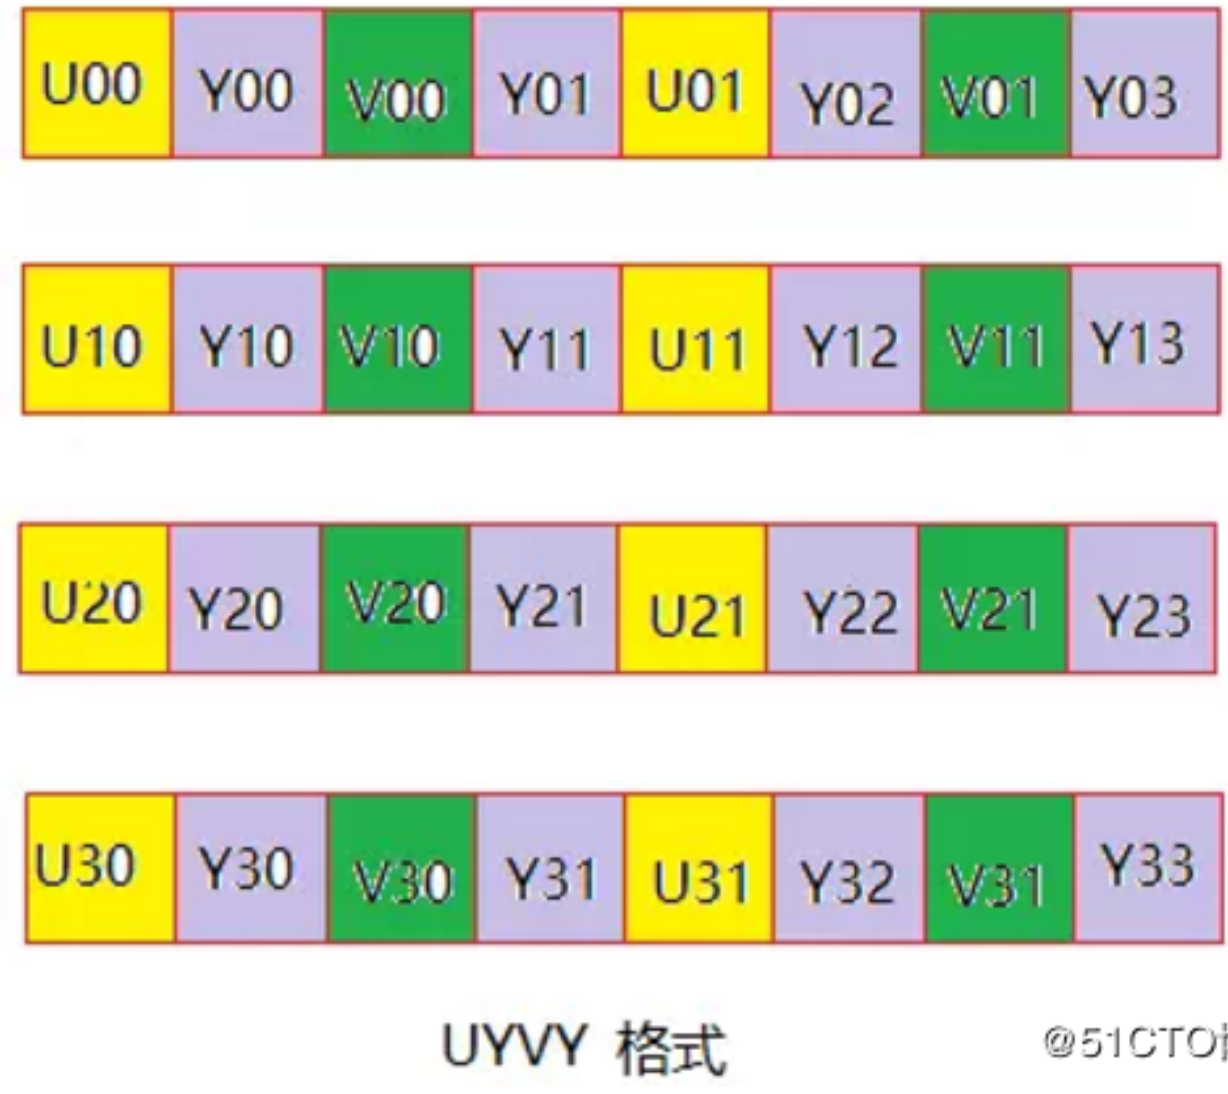 U00 Y00 V00 Y01 U01 Y02 V01 Y03
U10 Y10 V10 Y11 U11 Y12 V11 Y13
U20 Y20 V20 Y21 U21 Y22 V21 Y23
U30 Y30 V30 Y31 U31 Y32 V31 Y33
UYVY 格式
@51CTO